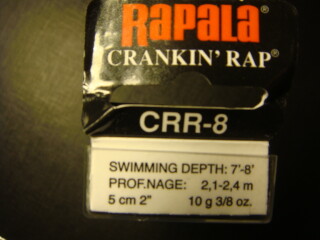 RAPALA®
CRANKIN' RAP®
CRR-8
SWIMMING DEPTH: 7'-8'
PROF.NAGE: 2,1-2,4 m
5 cm 2" 10 g 3/8 oz.